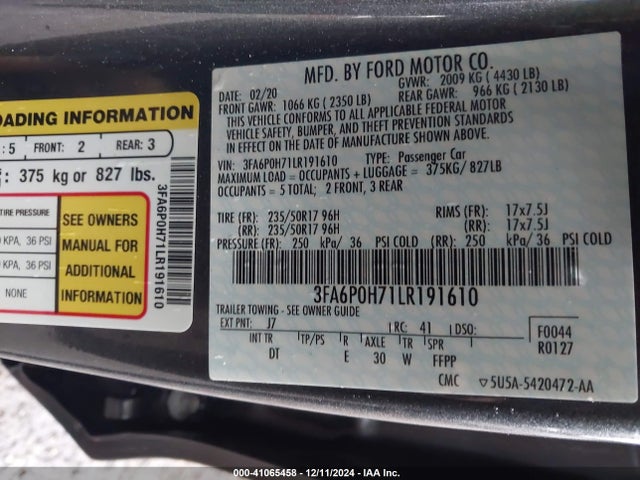 OADING INFORMATION
: 5 FRONT: 2 REAR: 3
: 375 kg or 827 lbs.
TIRE PRESSURE
KPA, 36 PSI
KPA, 36 PSI
NONE
SEE OWNERS
MANUAL FOR
ADDITIONAL
INFORMATION
3FA6P0H71LR191610
MFD. BY FORD MOTOR CO.
DATE: 02/20 GVWR: 2009 KG (4430 LB)
FRONT GAWR: 1066 KG (2350 LB) REAR GAWR: 966 KG (2130 LB)
THIS VEHICLE CONFORMS TO ALL APPLICABLE FEDERAL MOTOR
VEHICLE SAFETY, BUMPER, AND THEFT PREVENTION STANDARDS
IN EFFECT ON THE DATE OF MANUFACTURE SHOWN ABOVE.
VIN: 3FA6P0H71LR191610 TYPE: Passenger Car
MAXIMUM LOAD = OCCUPANTS + LUGGAGE = 375KG/827LB
OCCUPANTS = 5 TOTAL; 2 FRONT, 3 REAR
TIRE (FR): 235/50R17 96H RIMS (FR): 17x7.5J
(RR): 235/50R17 96H (RR): 17x7.5J
PRESSURE (FR): 250 kPa/ 36 PSI COLD (RR): 250 kPa/ 36 PSI COLD
3FA6P0H71LR191610
TRAILER TOWING - SEE OWNER GUIDE
EXT PNT: J7 RC: 41 DSO:
INT TR TP/PS R AXLE TR SPR
DT E 30 W FFPP
F0044
R0127
CMC ▽5U5A-5420472-AA
000-41065458 - 12/11/2024 - IAA Inc.